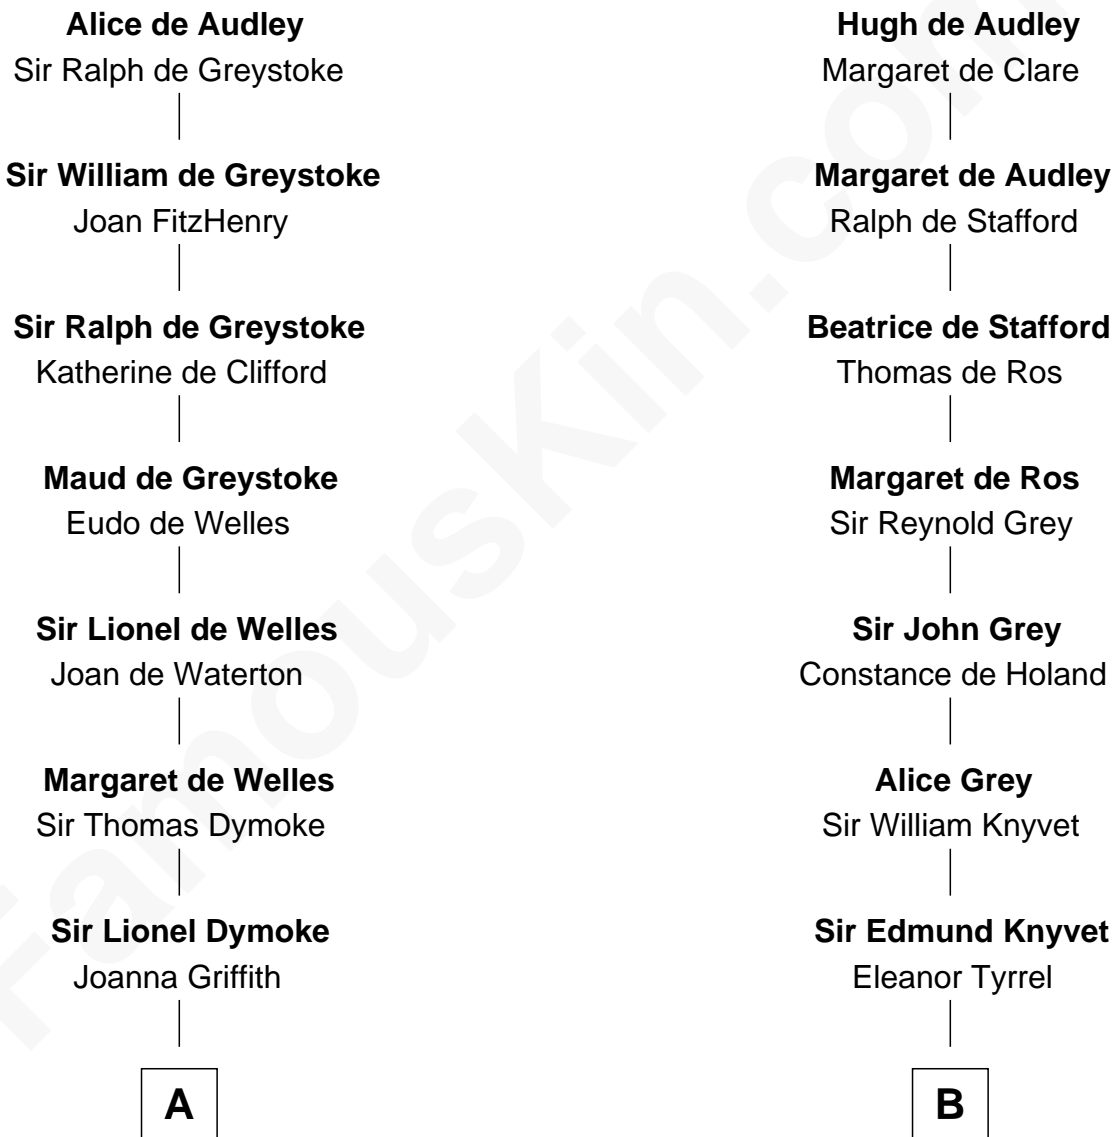 Alice de Audley
Sir Ralph de Greystoke
Sir William de Greystoke
Joan FitzHenry
Sir Ralph de Greystoke
Katherine de Clifford
Maud de Greystoke
Eudo de Welles
Sir Lionel de Welles
Joan de Waterton
Margaret de Welles
Sir Thomas Dymoke
Sir Lionel Dymoke
Joanna Griffith
A
Hugh de Audley
Margaret de Clare
Margaret de Audley
Ralph de Stafford
Beatrice de Stafford
Thomas de Ros
Margaret de Ros
Sir Reynold Grey
Sir John Grey
Constance de Holand
Alice Grey
Sir William Knyvet
Sir Edmund Knyvet
Eleanor Tyrrel
B
FamousKin.com